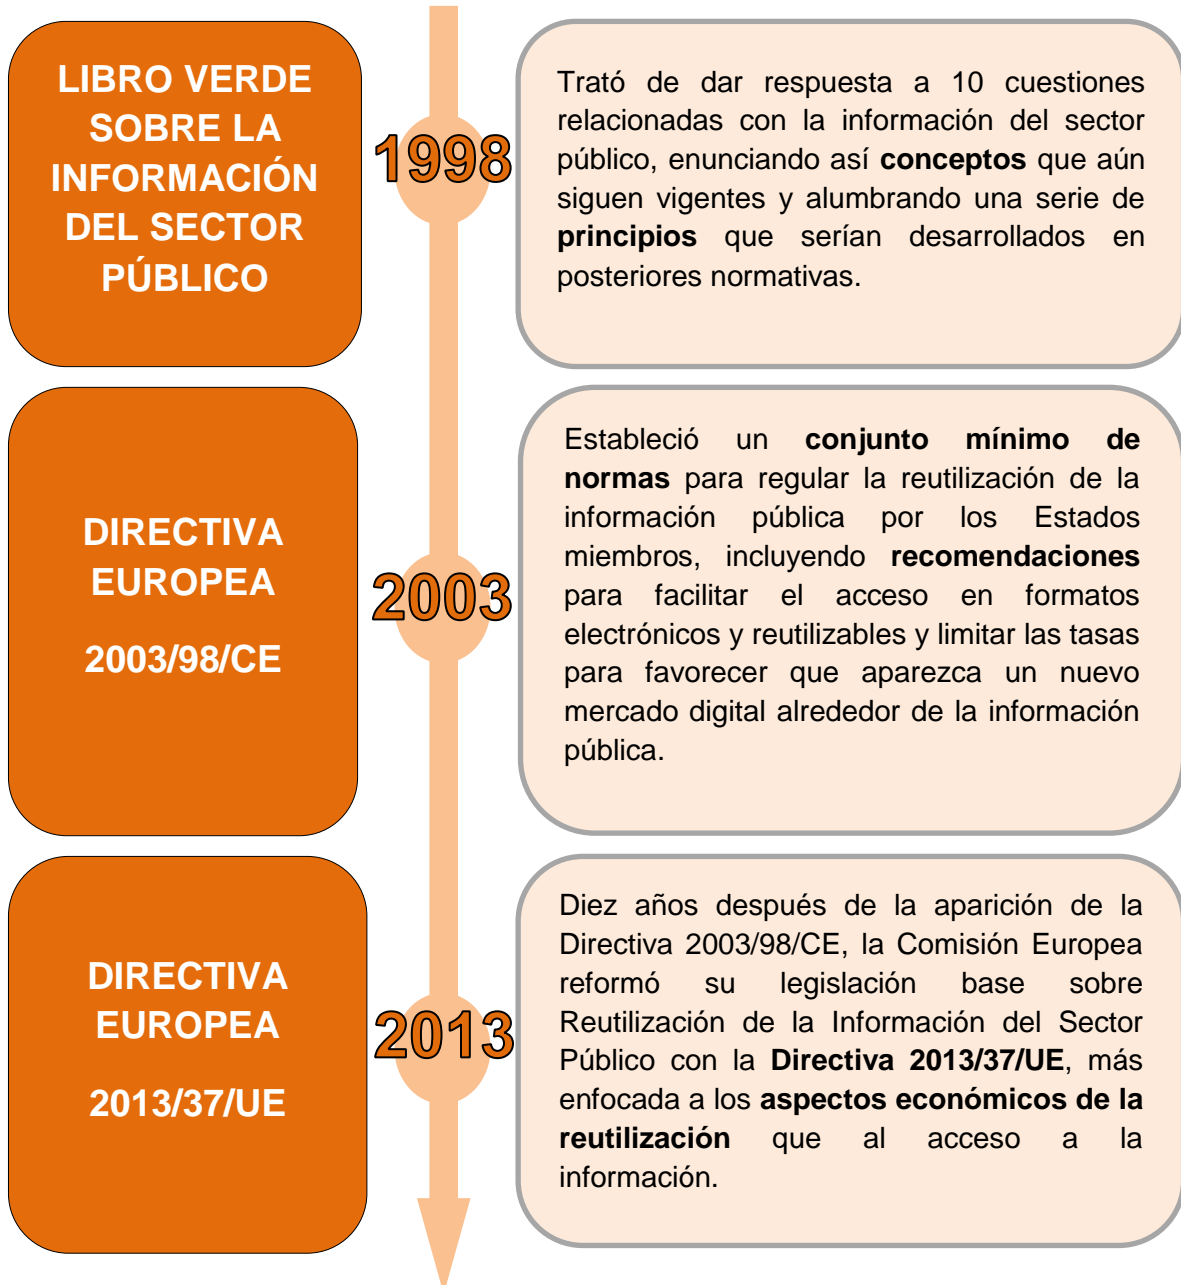 LIBRO VERDE
SOBRE LA
INFORMACIÓN
DEL SECTOR
PÚBLICO
1998
Trató de dar respuesta a 10 cuestiones
relacionadas con la información del sector
público, enunciando así conceptos que aún
siguen vigentes y alumbrando una serie de
principios que serían desarrollados en
posteriores normativas.
DIRECTIVA
EUROPEA
2003/98/CE
2003
Estableció un conjunto mínimo de
normas para regular la reutilización de la
información pública por los Estados
miembros, incluyendo recomendaciones
para facilitar el acceso en formatos
electrónicos y reutilizables y limitar las tasas
para favorecer que aparezca un nuevo
mercado digital alrededor de la información
pública.
DIRECTIVA
EUROPEA
2013/37/UE
2013
Diez años después de la aparición de la
Directiva 2003/98/CE, la Comisión Europea
reformó su legislación base sobre
Reutilización de la Información del Sector
Público con la Directiva 2013/37/UE, más
enfocada a los aspectos económicos de la
reutilización que al acceso a la
información.